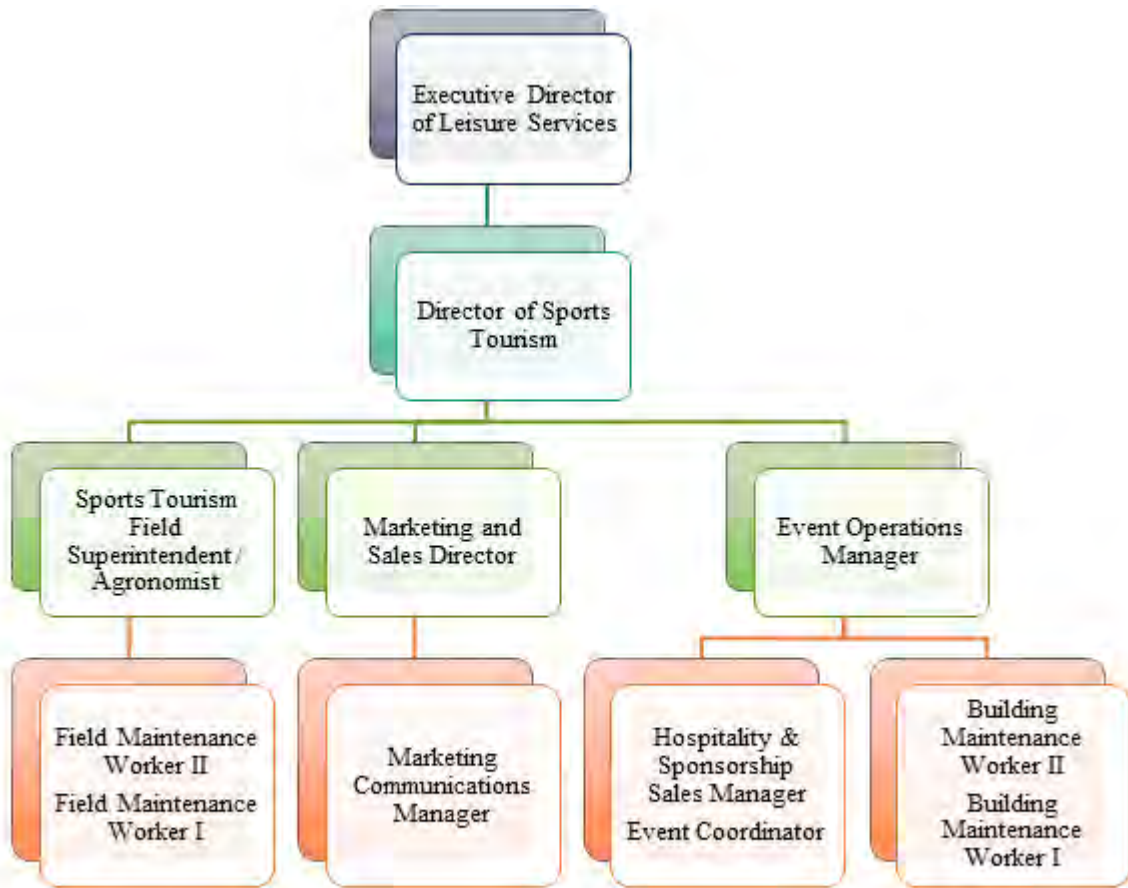 Executive Director
of Leisure Services
Director of Sports
Tourism
Sports Tourism
Field
Superintendent /
Agronomist
Marketing and
Sales Director
Event Operations
Manager
Field Maintenance
Worker II
Field Maintenance
Worker I
Marketing
Communications
Manager
Hospitality &
Sponsorship
Sales Manager
Event Coordinator
Building
Maintenance
Worker II
Building
Maintenance
Worker I